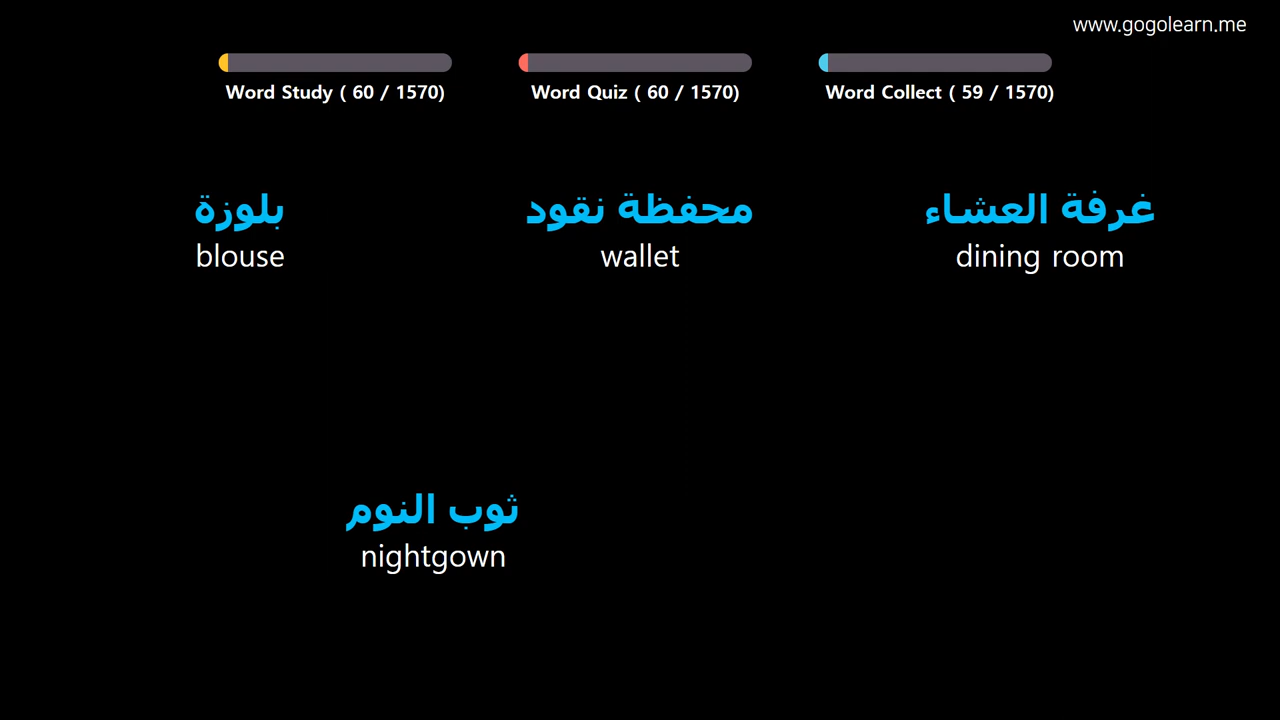 www.gogolearn.me
Word Study ( 60 / 1570)
Word Quiz ( 60 / 1570)
Word Collect ( 59 / 1570)
بلوزة
blouse
محفظة نقود
wallet
غرفة العشاء
dining room
ثوب النوم
nightgown